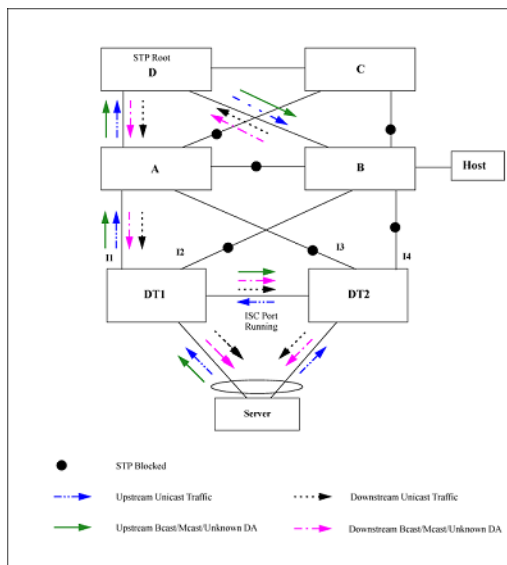 STP Root
D
C
A
B
Host
I1
I2
I3
I4
DT1
DT2
ISC Port
Running
Server
STP Blocked
Upstream Unicast Traffic
Downstream Unicast Traffic
Upstream Bcast/Mcast/Unknown DA
Downstream Bcast/Mcast/Unknown DA